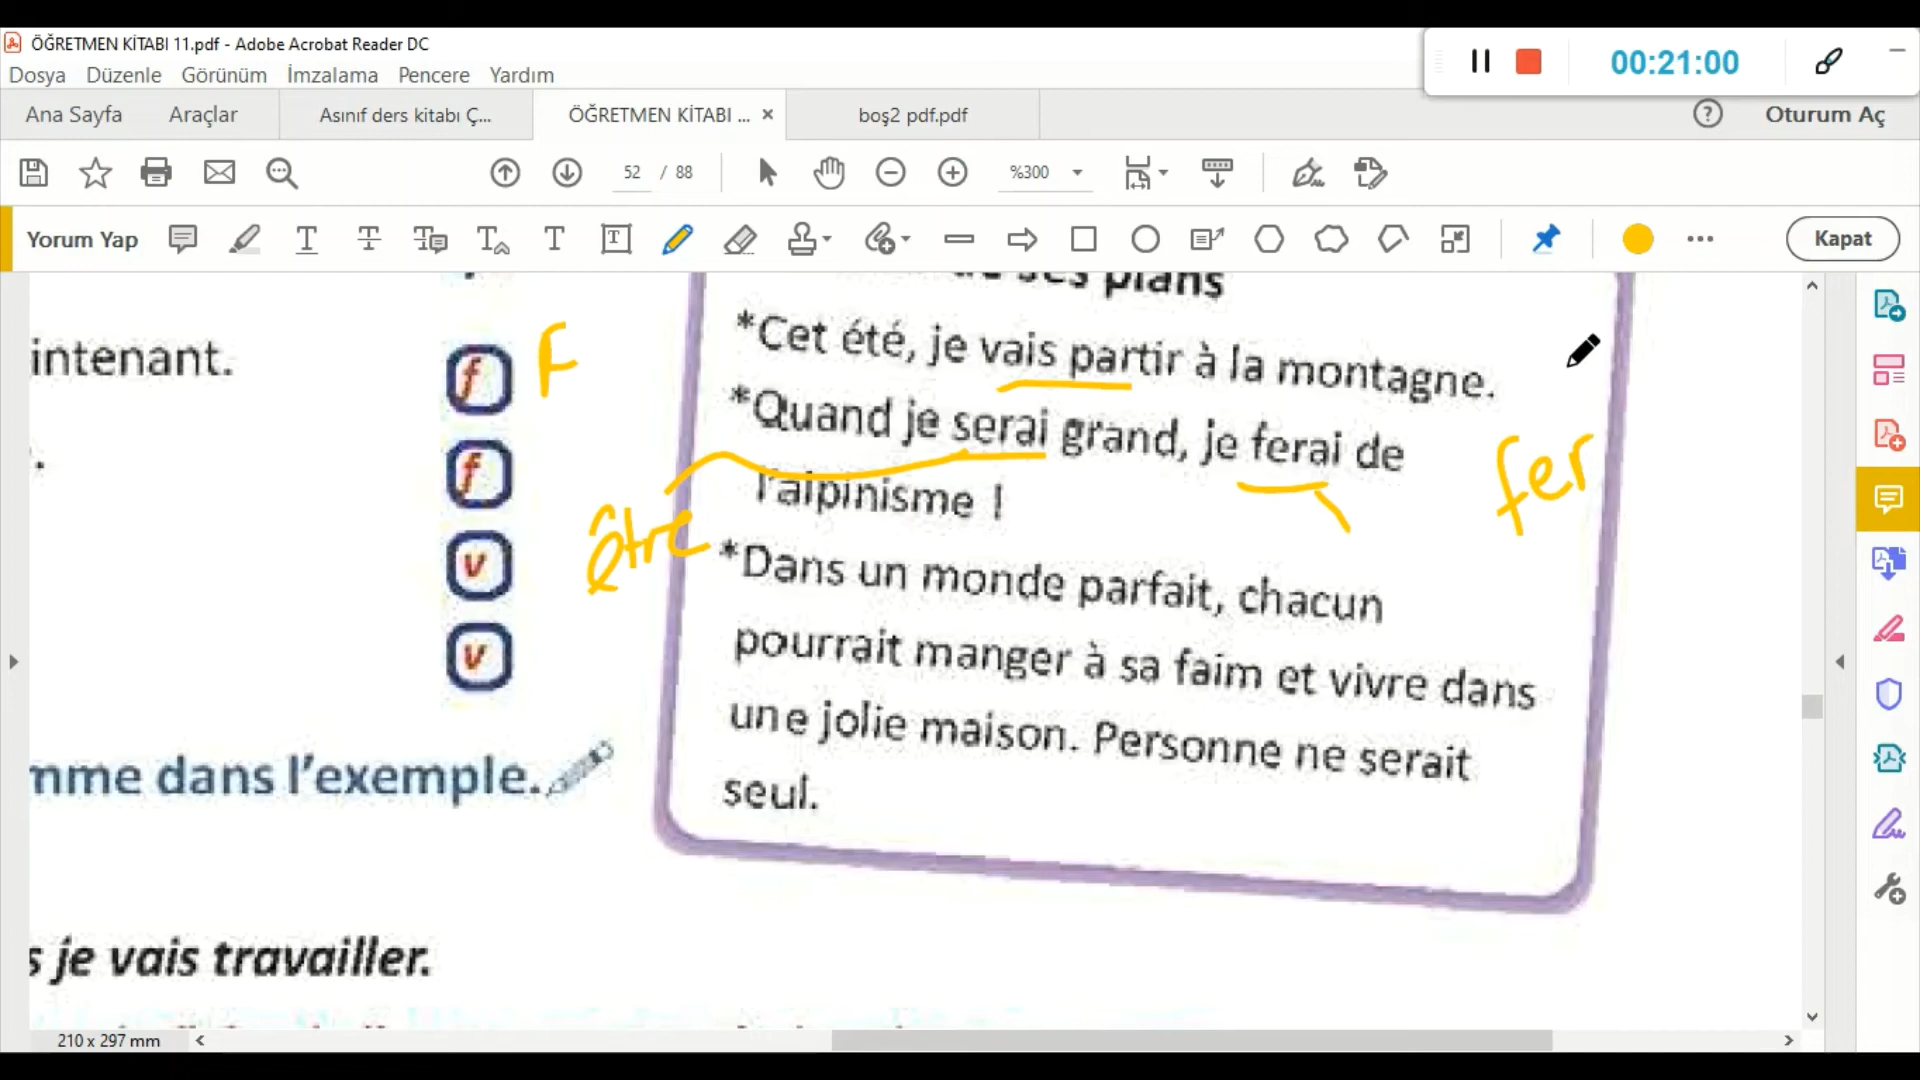 ÖĞRETMEN KİTABI 11.pdf - Adobe Acrobat Reader DC
00:21:00
Dosya Düzenle Görünüm İmzalama Pencere Yardım
Ana Sayfa Araçlar Asınıf ders kitabı Ç... ÖĞRETMEN KİTABI ... × boş2 pdf.pdf ? Oturum Aç
52 / 88 %300
Yorum Yap Kapat
ses plans
*Cet été, je vais partir à la montagne.
*Quand je serai grand, je ferai de
l'alpinisme !
*Dans un monde parfait, chacun
pourrait manger à sa faim et vivre dans
une jolie maison. Personne ne serait
seul.
intenant.
f F
.
f
v
v
être
fer
mme dans l'exemple.
s je vais travailler.
210 x 297 mm